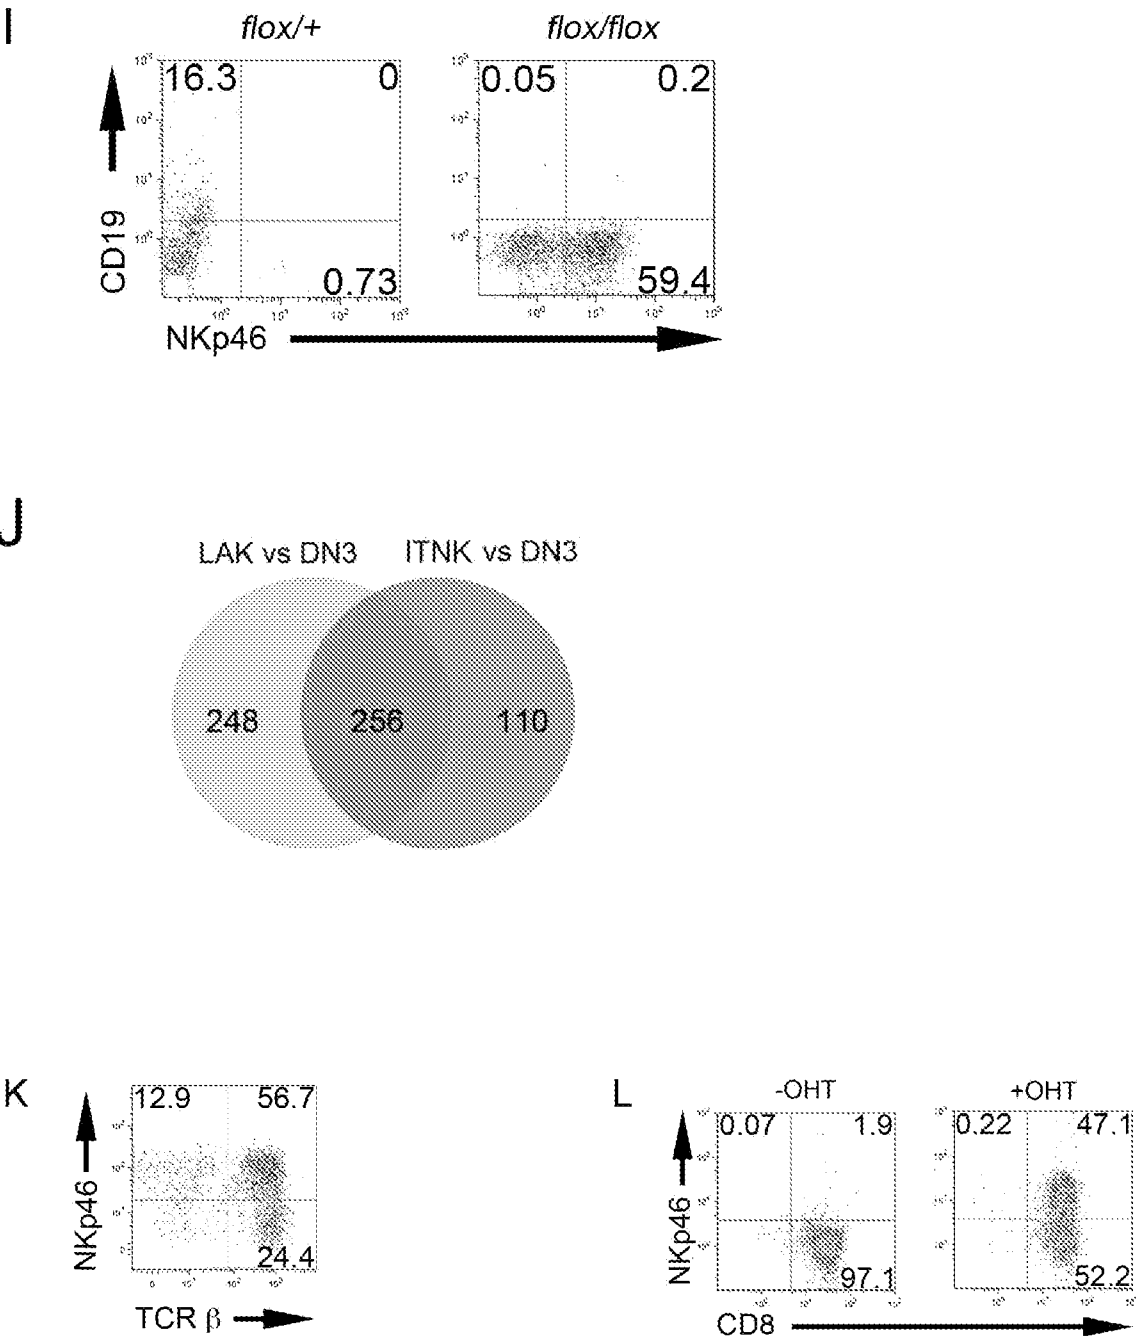 I
flox/+ flox/flox
16.3 0 0.05 0.2
CD19
0.73 59.4
NKp46
J
LAK vs DN3 ITNK vs DN3
248 256 110
K
12.9 56.7
NKp46
24.4
TCR β
L
-OHT +OHT
0.07 1.9 0.22 47.1
NKp46
97.1 52.2
CD8